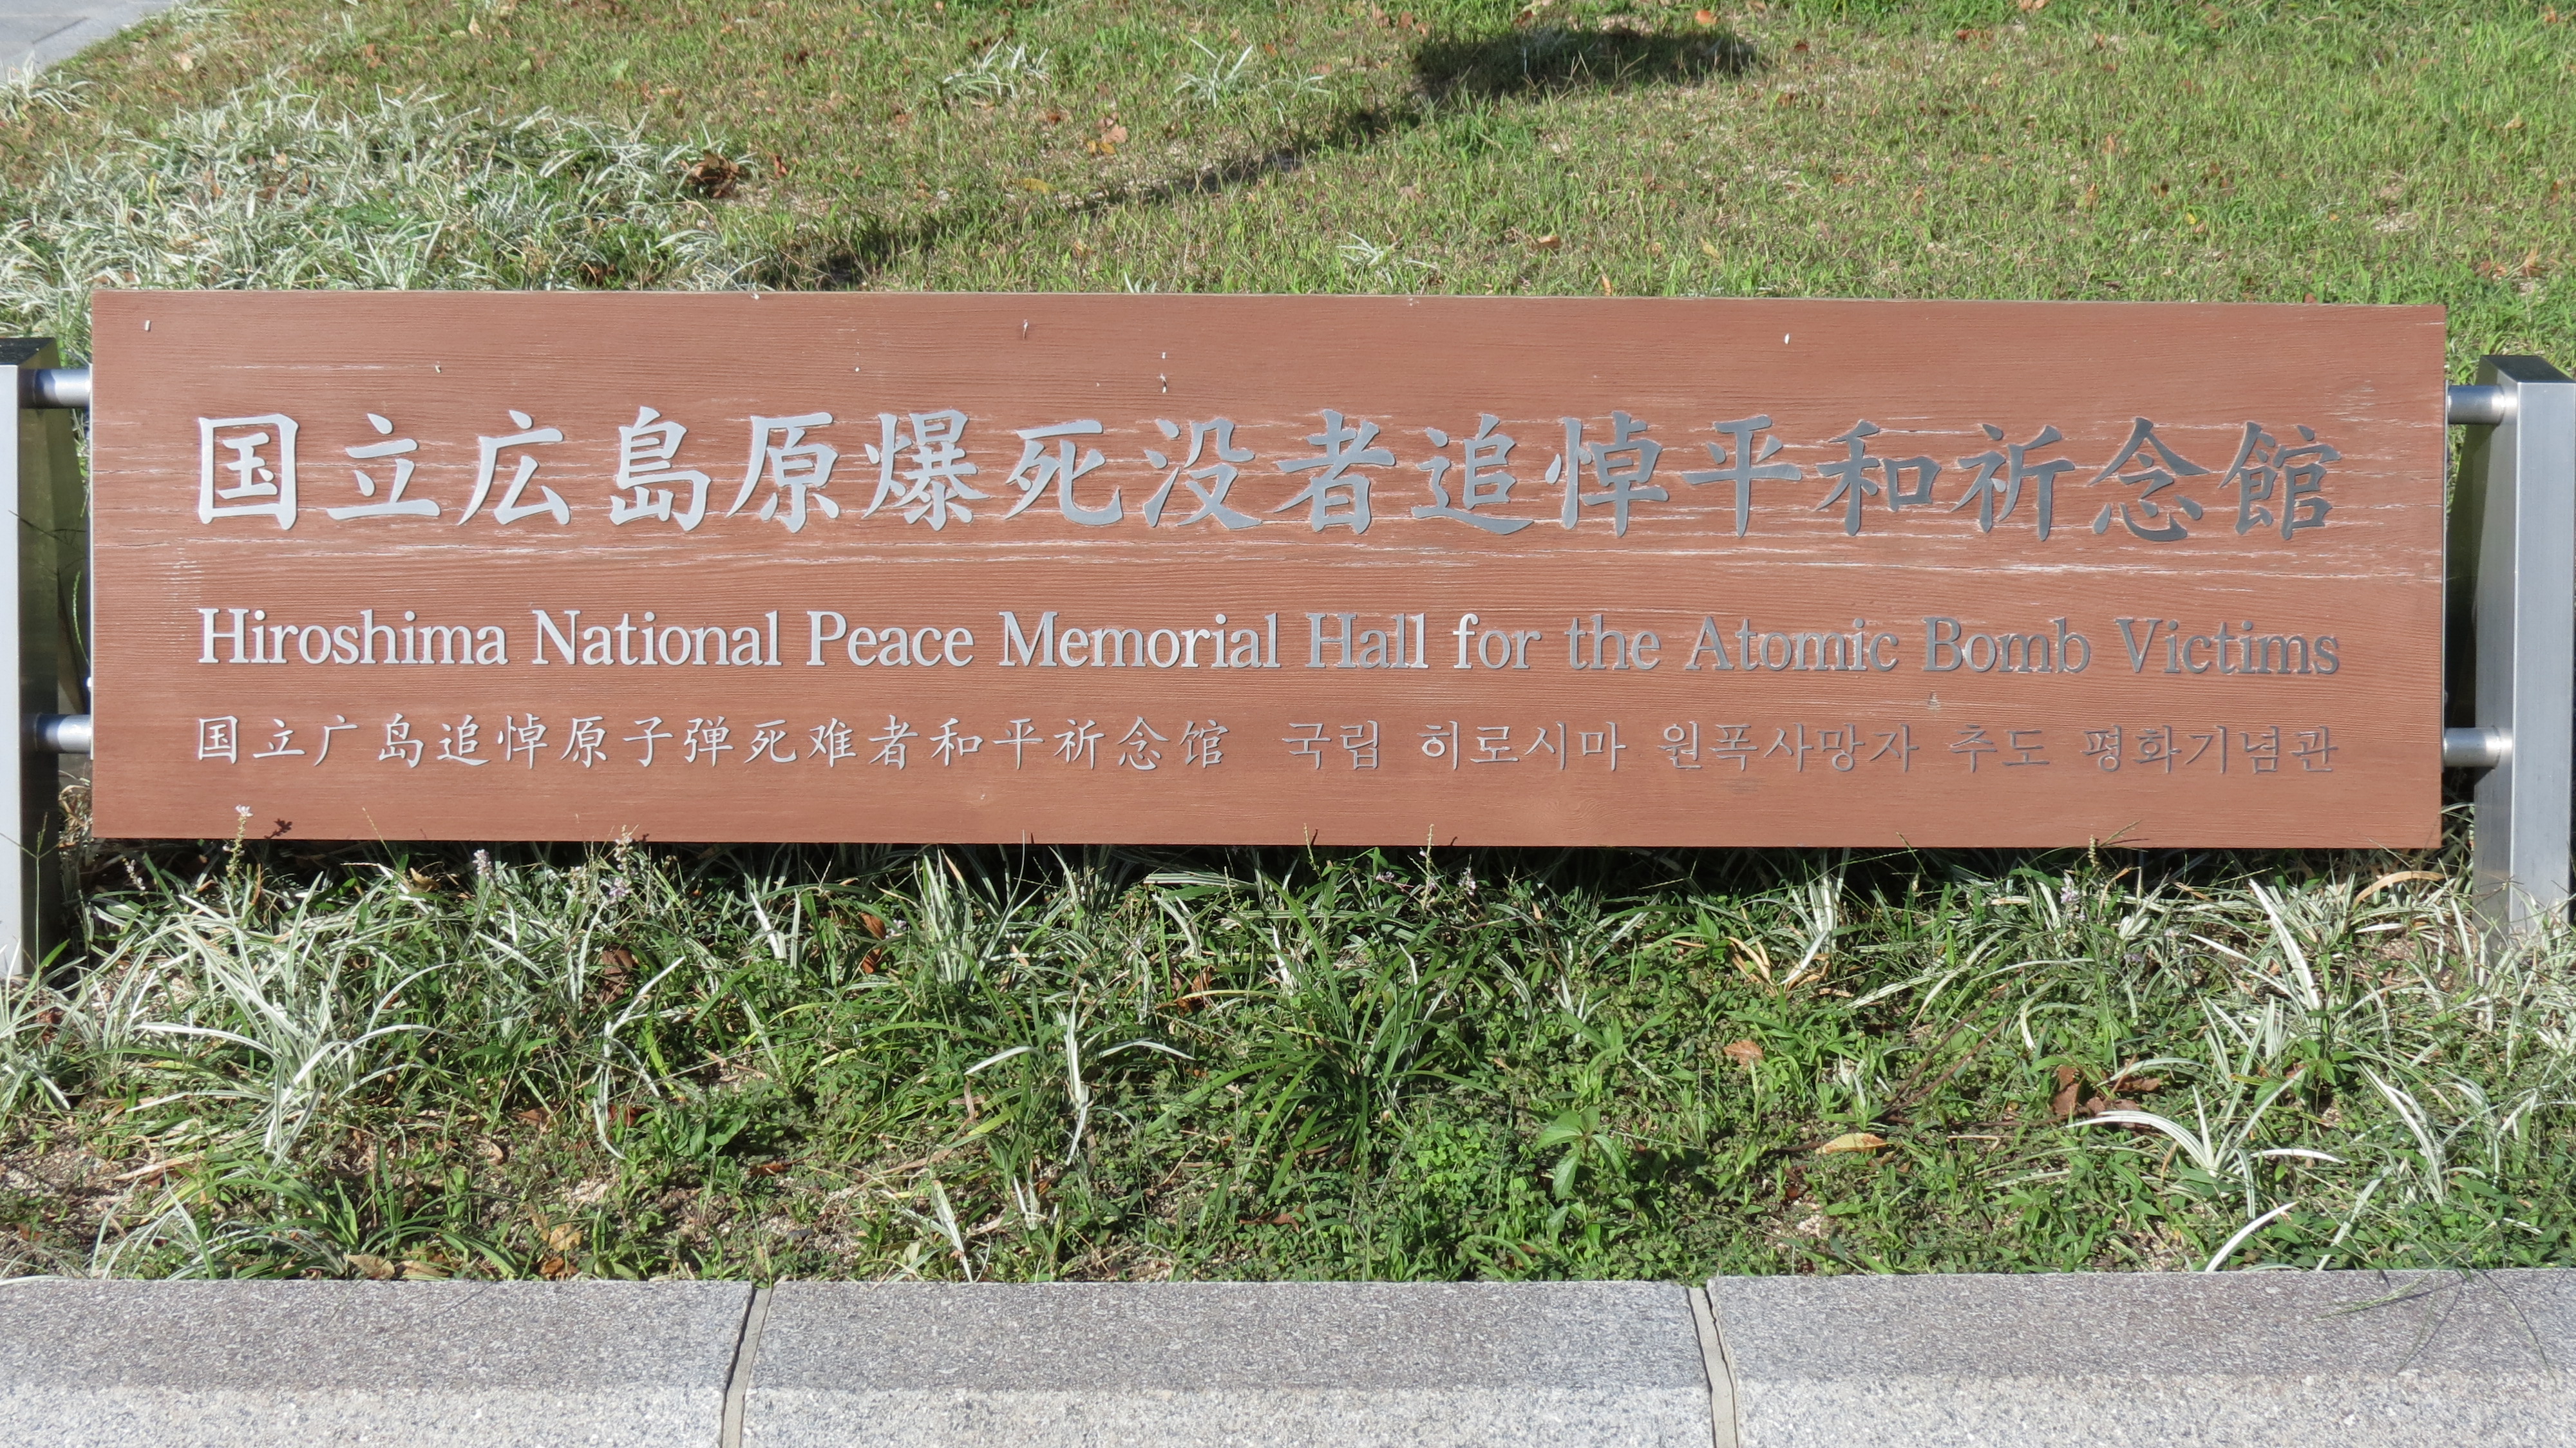 国立広島原爆死没者追悼平和祈念館
Hiroshima National Peace Memorial Hall for the Atomic Bomb Victims
国立广岛追悼原子弹死难者和平祈念馆 국립 히로시마 원폭사망자 추도 평화기념관